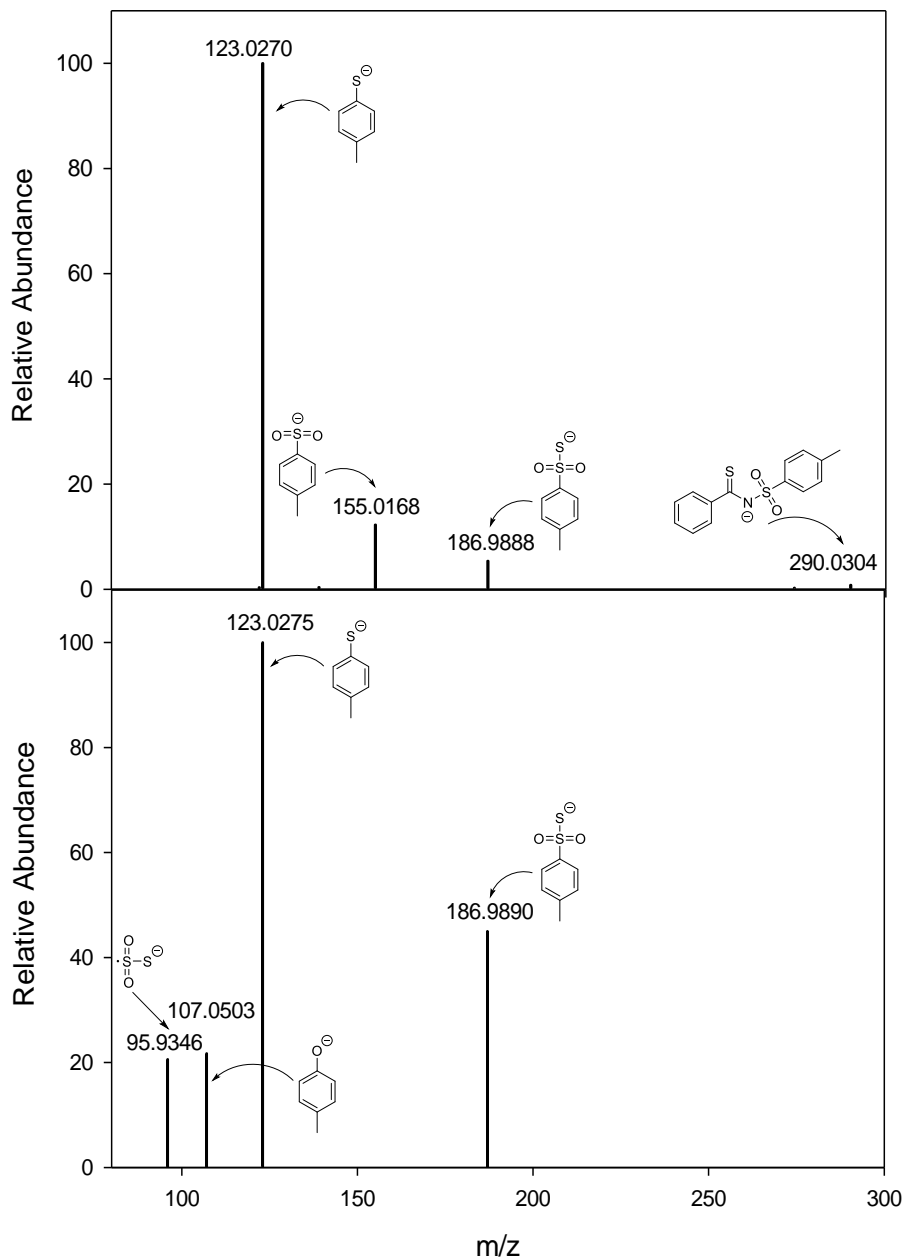 123.0270
S⊖
100
80
60
40
20
0
Relative Abundance
⊖
O=S=O
155.0168
S⊖
O=S=O
186.9888
S
O
N
S
O
⊖
290.0304
123.0275
S⊖
100
80
60
40
20
0
Relative Abundance
S⊖
O=S=O
186.9890
O
·S–S⊖
O
107.0503
95.9346
O⊖
100
150
200
250
300
m/z